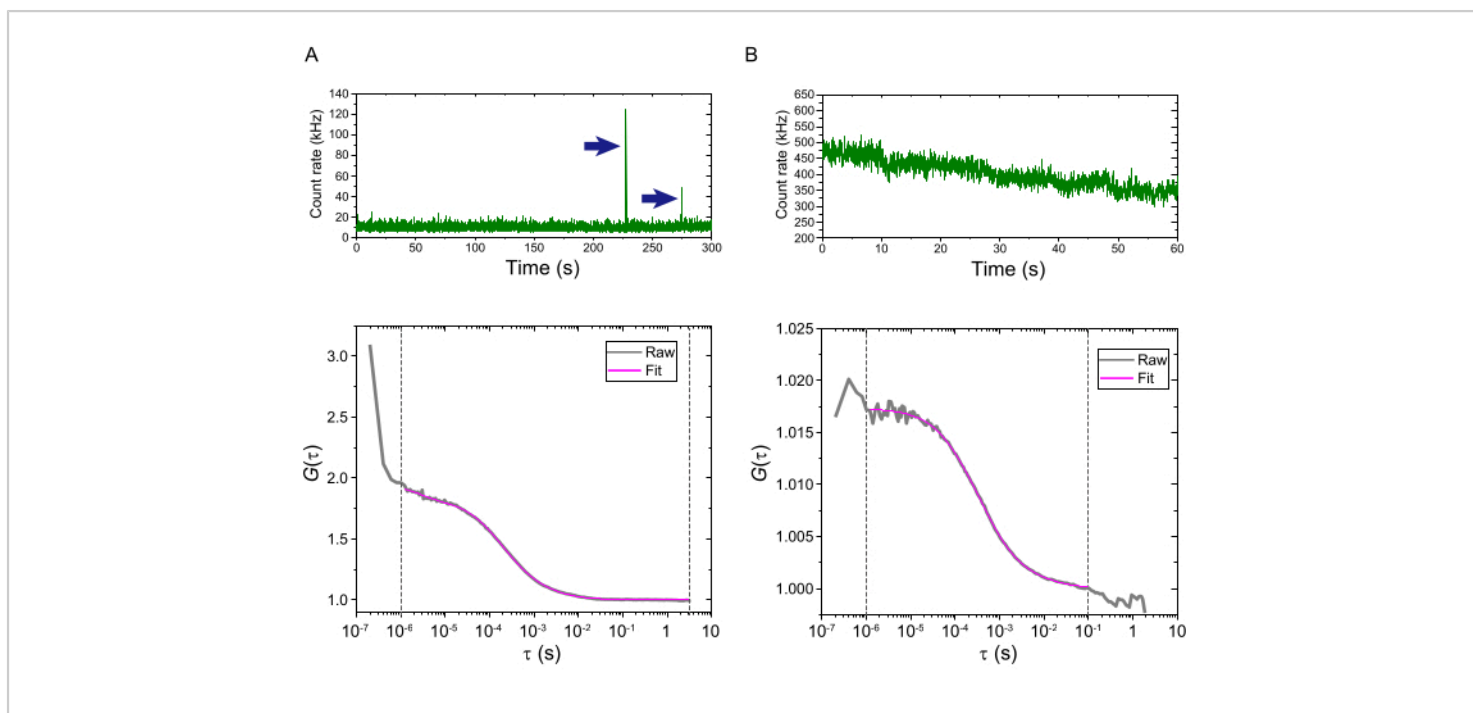 A
B
Count rate (kHz)
140
120
100
80
60
40
20
0
0 50 100 150 200 250 300
Time (s)
Count rate (kHz)
650
600
550
500
450
400
350
300
250
200
0 10 20 30 40 50 60
Time (s)
G(τ)
3.0
2.5
2.0
1.5
1.0
Raw
Fit
10⁻⁷ 10⁻⁶ 10⁻⁵ 10⁻⁴ 10⁻³ 10⁻² 10⁻¹ 1 10
τ (s)
G(τ)
1.025
1.020
1.015
1.010
1.005
1.000
Raw
Fit
10⁻⁷ 10⁻⁶ 10⁻⁵ 10⁻⁴ 10⁻³ 10⁻² 10⁻¹ 1 10
τ (s)